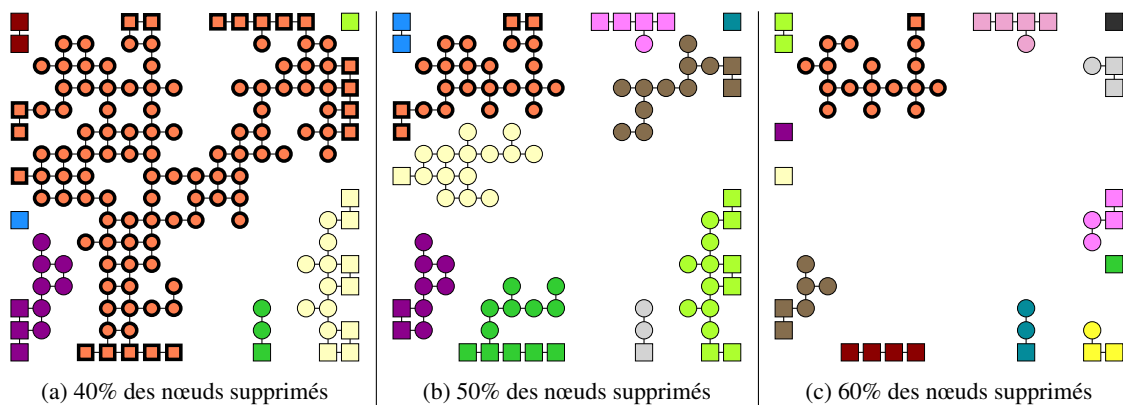 (a) 40% des nœuds supprimés
(b) 50% des nœuds supprimés
(c) 60% des nœuds supprimés